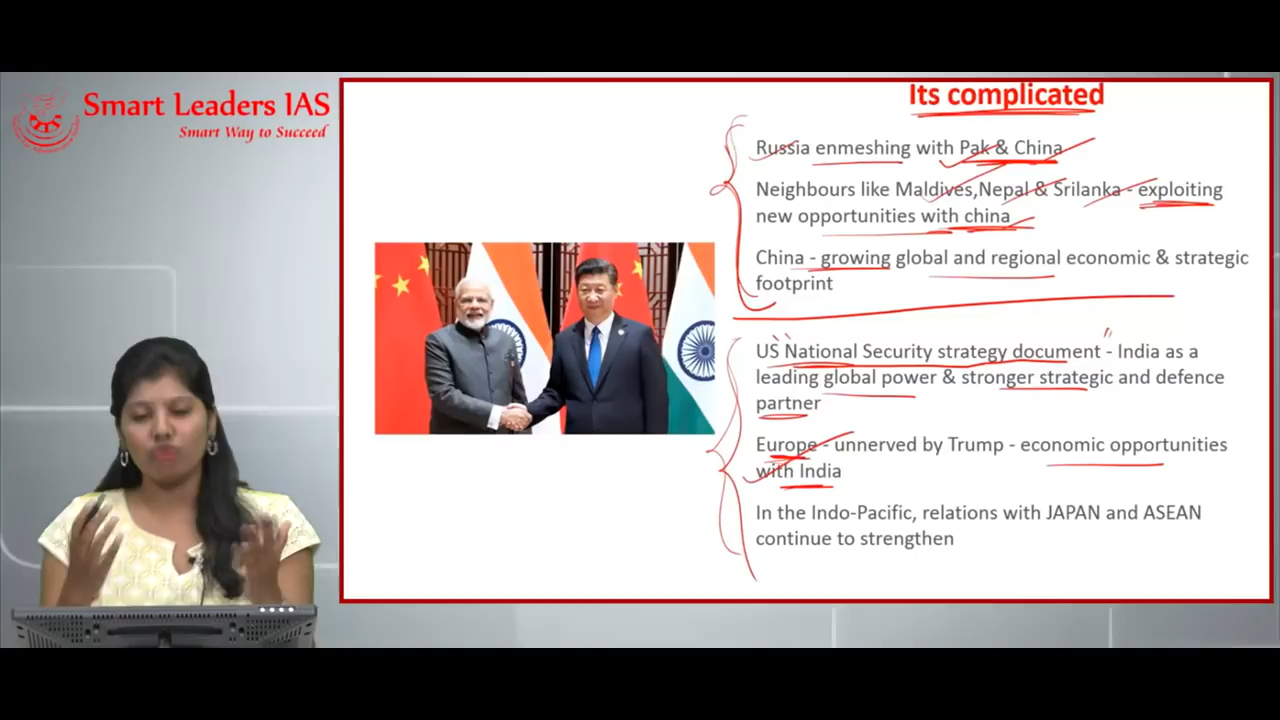 Smart Leaders IAS
Smart Way to Succeed
Its complicated
Russia enmeshing with Pak & China
Neighbours like Maldives,Nepal & Srilanka - exploiting
new opportunities with china
China - growing global and regional economic & strategic
footprint
US National Security strategy document - India as a
leading global power & stronger strategic and defence
partner
Europe - unnerved by Trump - economic opportunities
with India
In the Indo-Pacific, relations with JAPAN and ASEAN
continue to strengthen